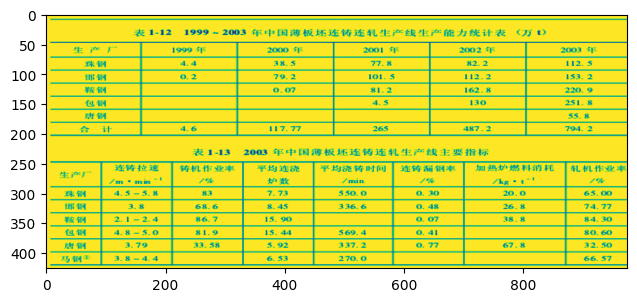 表 1-12 1999 ~ 2003 年中国薄板坯连铸连轧生产线生产能力统计表 (万 t)
生 产 厂 1999 年 2000 年 2001 年 2002 年 2003 年
珠钢 4.4 38.5 77.8 82.2 112.5
邯钢 0.2 79.2 101.5 112.2 153.2
鞍钢 0.07 81.2 162.8 220.9
包钢 4.5 130 251.8
唐钢 55.8
合 计 4.6 117.77 265 487.2 794.2
表 1-13 2003 年中国薄板坯连铸连轧生产线主要指标
生产厂 连铸拉速 /m·min⁻¹ 铸机作业率 /% 平均连浇 炉数 平均浇铸时间 /min 连铸漏钢率 /% 加热炉燃料消耗 /kg·t⁻¹ 轧机作业率 /%
珠钢 4.5-5.8 83 7.73 550.0 0.30 20.0 65.00
邯钢 3.8 68.6 8.45 336.6 0.48 26.8 74.77
鞍钢 2.1-2.4 86.7 15.90 0.07 38.8 84.30
包钢 4.8-5.0 81.9 15.44 569.4 0.41 80.60
唐钢 3.79 33.58 5.92 337.2 0.77 67.8 32.50
马钢① 3.8-4.4 6.53 270.0 66.57
0 50 100 150 200 250 300 350 400
0 200 400 600 800